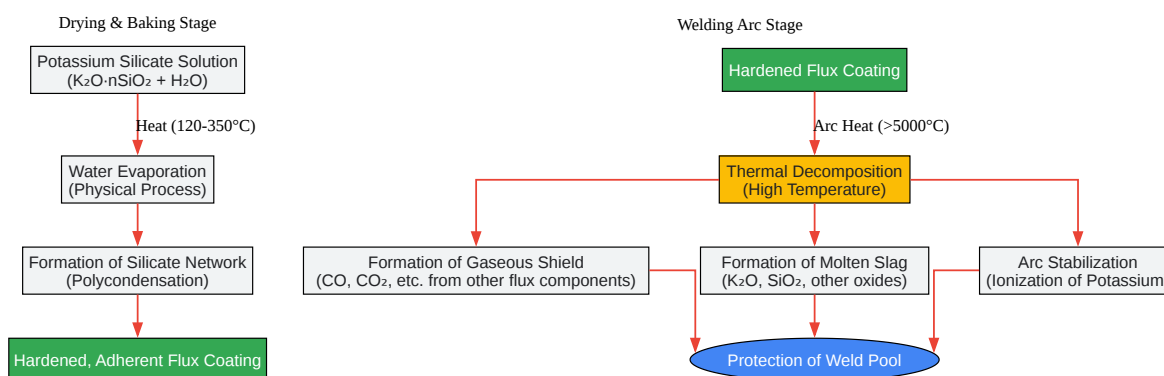 Drying & Baking Stage
Potassium Silicate Solution
(K₂O·nSiO₂ + H₂O)
Heat (120-350°C)
Water Evaporation
(Physical Process)
Formation of Silicate Network
(Polycondensation)
Hardened, Adherent Flux Coating
Welding Arc Stage
Hardened Flux Coating
Arc Heat (>5000°C)
Thermal Decomposition
(High Temperature)
Formation of Gaseous Shield
(CO, CO₂, etc. from other flux components)
Formation of Molten Slag
(K₂O, SiO₂, other oxides)
Arc Stabilization
(Ionization of Potassium
Protection of Weld Pool